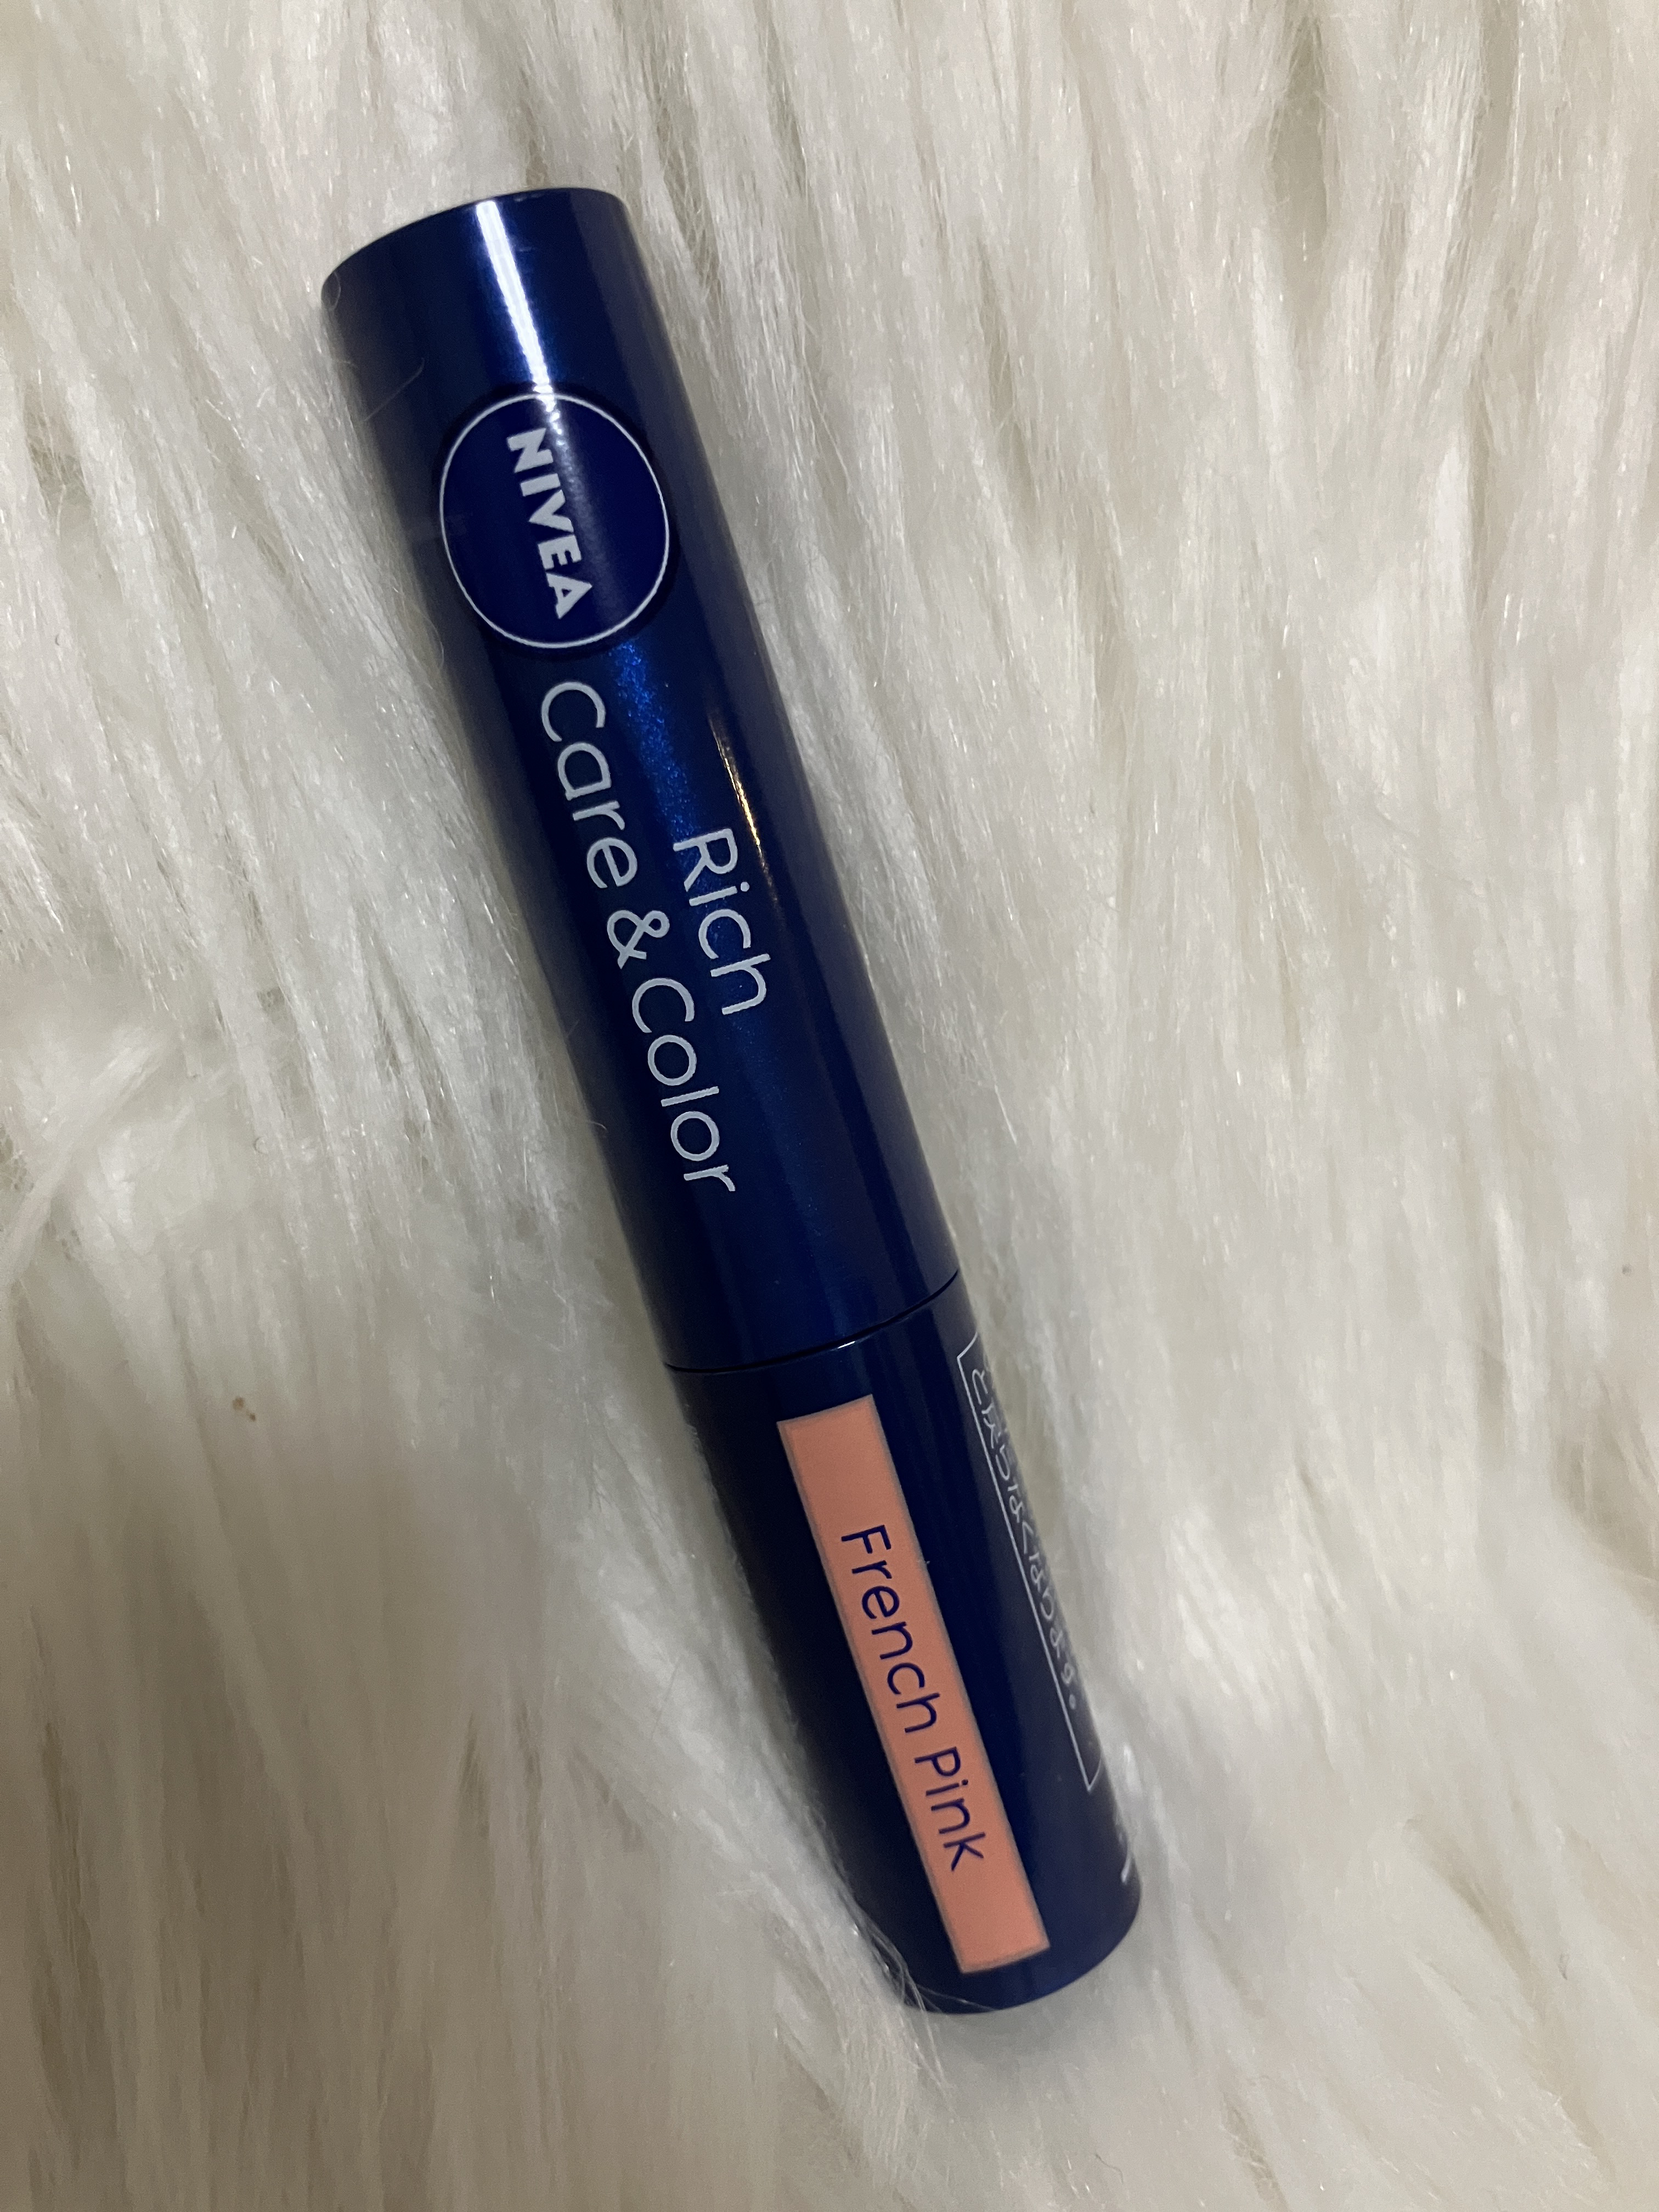 NIVEA
Rich
Care & Color
French Pink